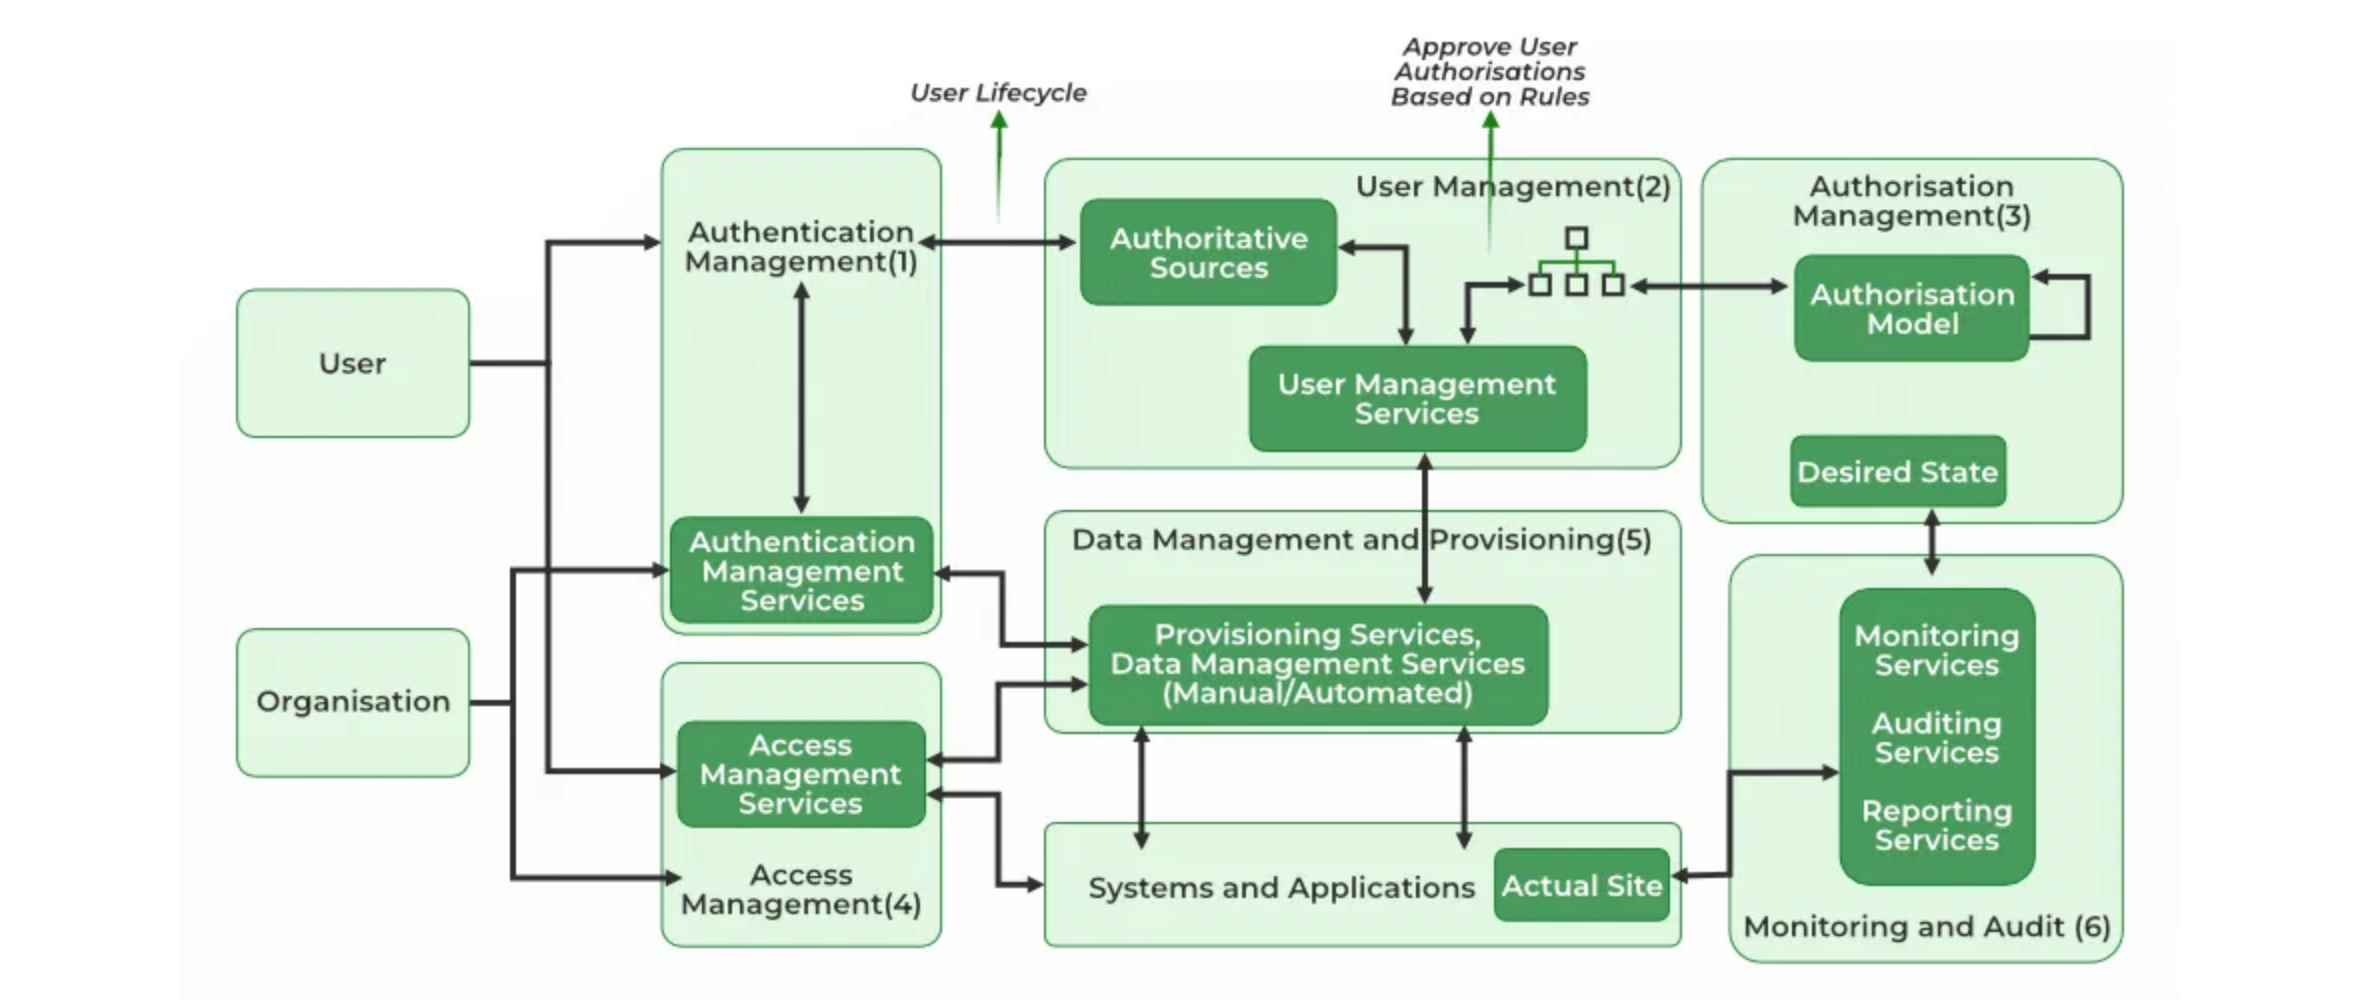 User Lifecycle
Approve User
Authorisations
Based on Rules
User
Organisation
Authentication
Management(1)
Authentication
Management
Services
Access
Management
Services
Access
Management(4)
User Management(2)
Authoritative
Sources
User Management
Services
Data Management and Provisioning(5)
Provisioning Services,
Data Management Services
(Manual/Automated)
Systems and Applications
Actual Site
Authorisation
Management(3)
Authorisation
Model
Desired State
Monitoring
Services
Auditing
Services
Reporting
Services
Monitoring and Audit (6)